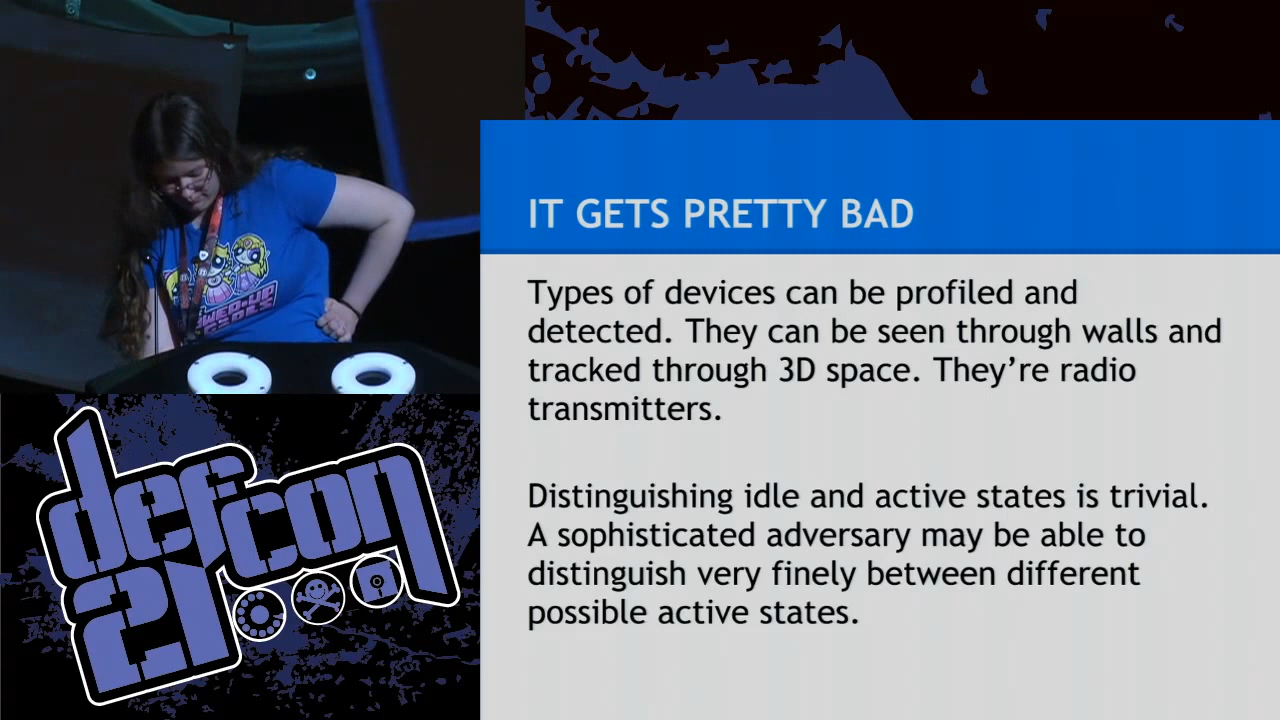 IT GETS PRETTY BAD
Types of devices can be profiled and
detected. They can be seen through walls and
tracked through 3D space. They’re radio
transmitters.
Distinguishing idle and active states is trivial.
A sophisticated adversary may be able to
distinguish very finely between different
possible active states.
defcon
21